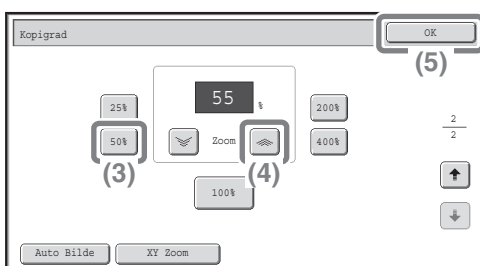 Kopigrad
OK
(5)
55 %
25%
200%
2
2
50%
Zoom
400%
(3)
(4)
100%
Auto Bilde
XY Zoom